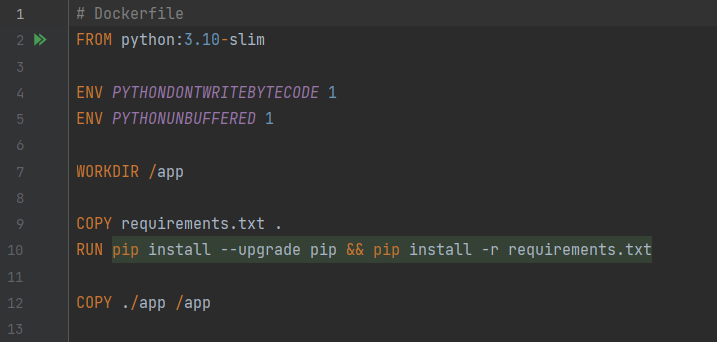 1 # Dockerfile
2 FROM python:3.10-slim
3
4 ENV PYTHONDONTWRITEBYTECODE 1
5 ENV PYTHONUNBUFFERED 1
6
7 WORKDIR /app
8
9 COPY requirements.txt .
10 RUN pip install --upgrade pip && pip install -r requirements.txt
11
12 COPY ./app /app
13